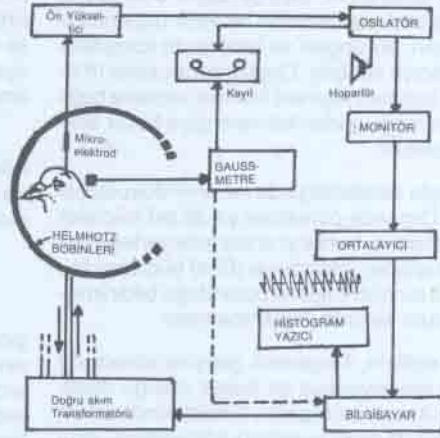 Ön Yüksel-
tici
OSİLATÖR
Kayıt
Hoparlör
Mikro-
elektrod
MONİTÖR
GAUSS-
METRE
HELMHOTZ
BOBİNLERİ
ORTALAYICI
HİSTOGRAM
YAZICI
Doğru akım
Transformatörü
BİLGİSAYAR